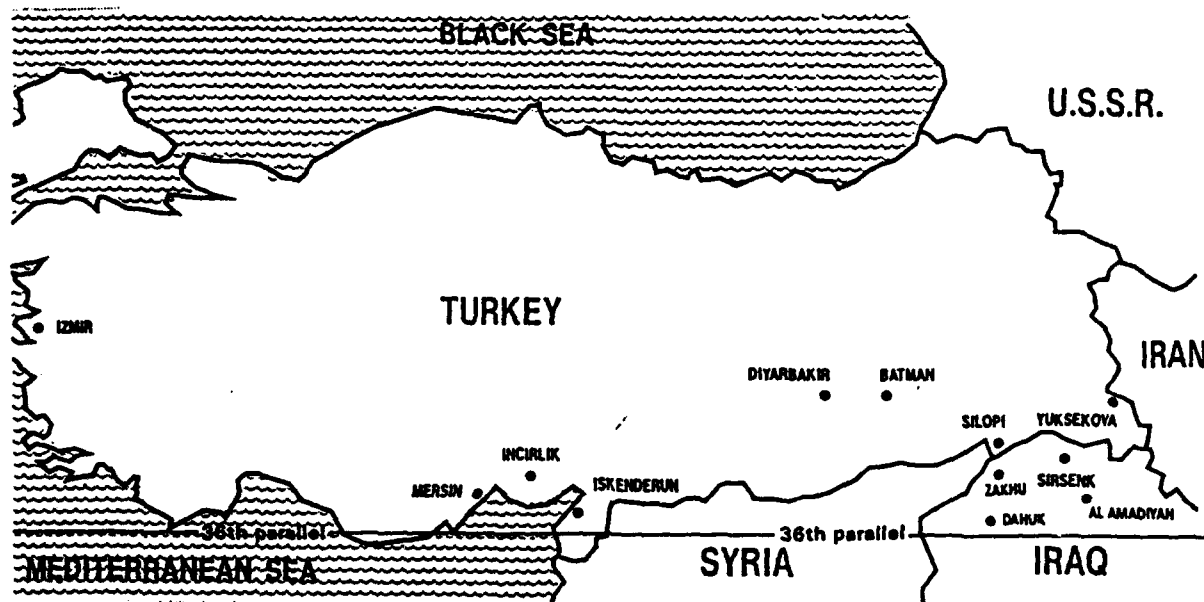 BLACK SEA
U.S.S.R.
TURKEY
IZMIR
IRAN
DIYARBAKIR
BATMAH
SILOPI
YUKSEKOVA
INCIRLIK
MERSIN
ISKENDERUN
ZAKHU
SIRSENK
DAHUK
AL AMADIYAH
36th parallel
36th parallel
MEDITERRANEAN SEA
SYRIA
IRAQ